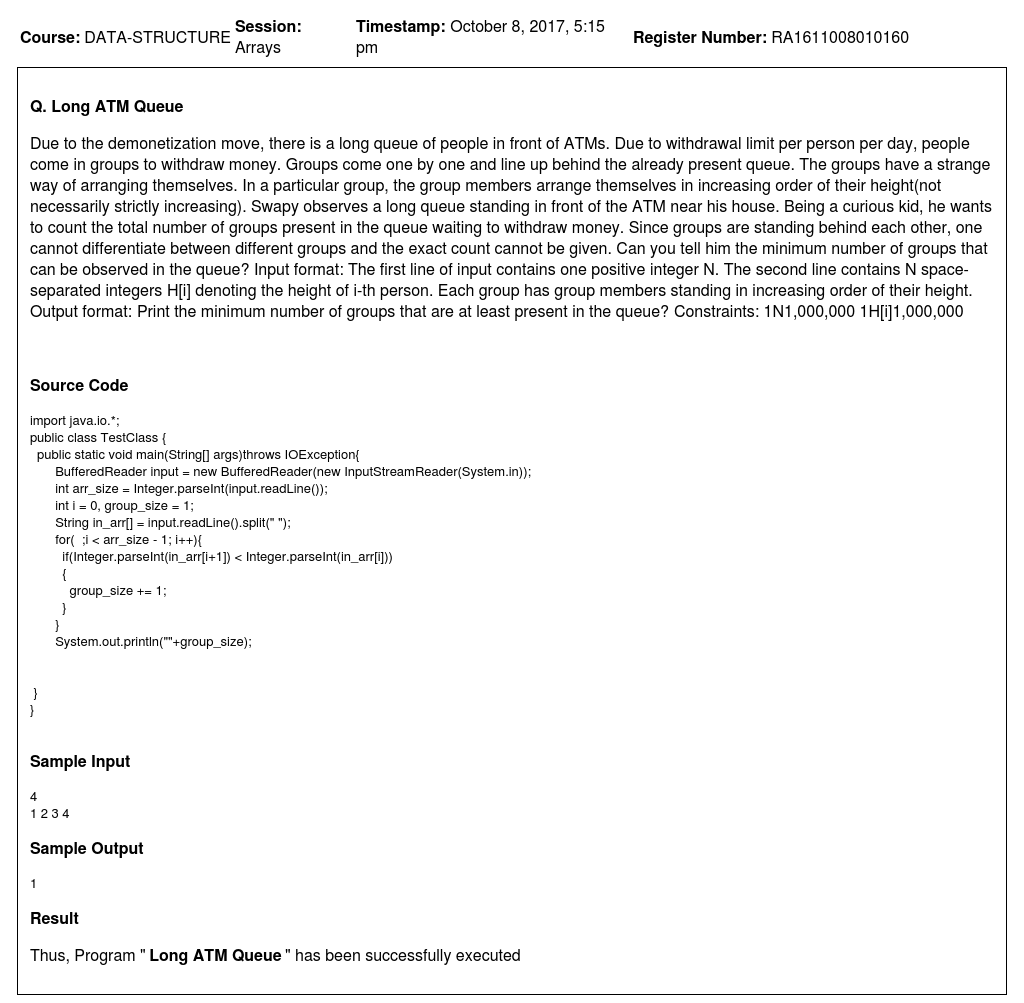 Course: DATA-STRUCTURE Session: Arrays Timestamp: October 8, 2017, 5:15 pm Register Number: RA1611008010160
Q. Long ATM Queue
Due to the demonetization move, there is a long queue of people in front of ATMs. Due to withdrawal limit per person per day, people
come in groups to withdraw money. Groups come one by one and line up behind the already present queue. The groups have a strange
way of arranging themselves. In a particular group, the group members arrange themselves in increasing order of their height(not
necessarily strictly increasing). Swapy observes a long queue standing in front of the ATM near his house. Being a curious kid, he wants
to count the total number of groups present in the queue waiting to withdraw money. Since groups are standing behind each other, one
cannot differentiate between different groups and the exact count cannot be given. Can you tell him the minimum number of groups that
can be observed in the queue? Input format: The first line of input contains one positive integer N. The second line contains N space-
separated integers H[i] denoting the height of i-th person. Each group has group members standing in increasing order of their height.
Output format: Print the minimum number of groups that are at least present in the queue? Constraints: 1N1,000,000 1H[i]1,000,000
Source Code
import java.io.*;
public class TestClass {
public static void main(String[] args)throws IOException{
BufferedReader input = new BufferedReader(new InputStreamReader(System.in));
int arr_size = Integer.parseInt(input.readLine());
int i = 0, group_size = 1;
String in_arr[] = input.readLine().split(" ");
for(  ;i < arr_size - 1; i++){
if(Integer.parseInt(in_arr[i+1]) < Integer.parseInt(in_arr[i]))
{
group_size += 1;
}
}
System.out.println(""+group_size);
}
}
Sample Input
4
1 2 3 4
Sample Output
1
Result
Thus, Program " Long ATM Queue " has been successfully executed